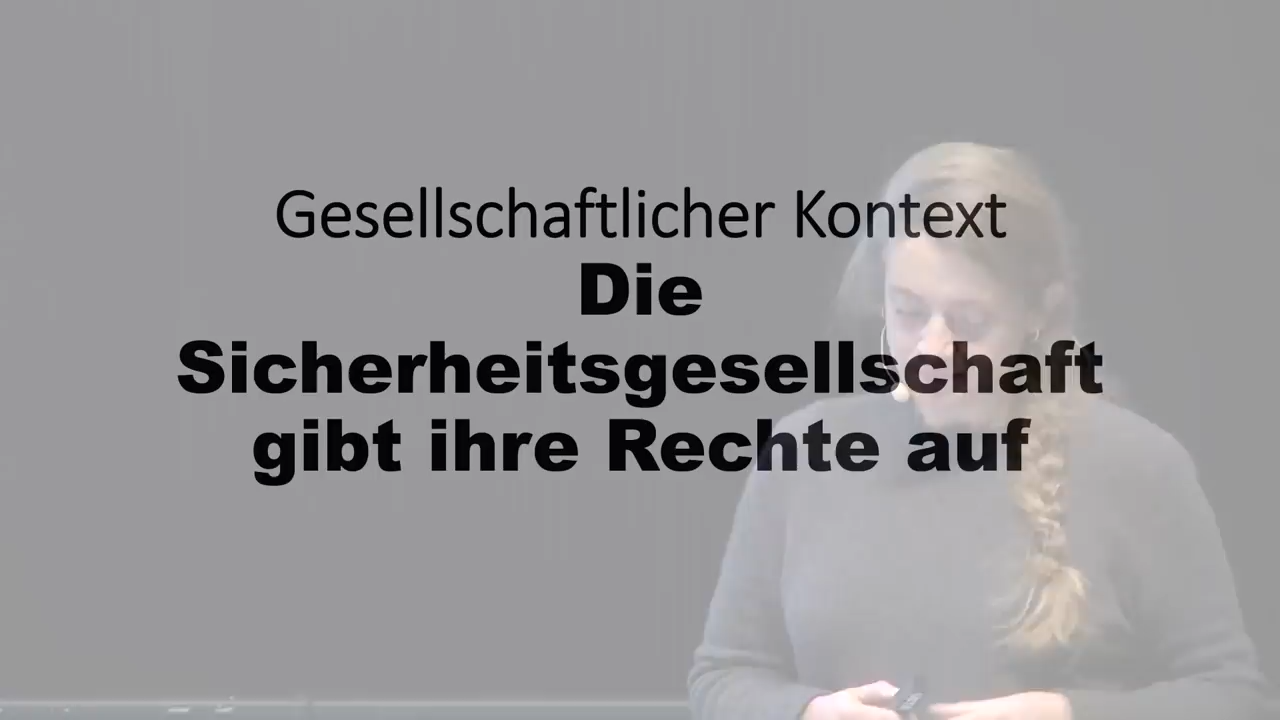 Gesellschaftlicher Kontext
Die
Sicherheitsgesellschaft
gibt ihre Rechte auf